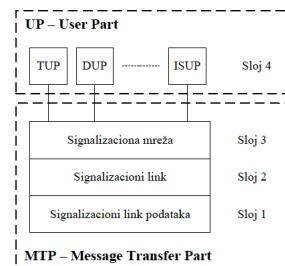 UP – User Part
TUP DUP ISUP Sloj 4
Signalizaciona mreža Sloj 3
Signalizacioni link Sloj 2
Signalizacioni link podataka Sloj 1
MTP – Message Transfer Part